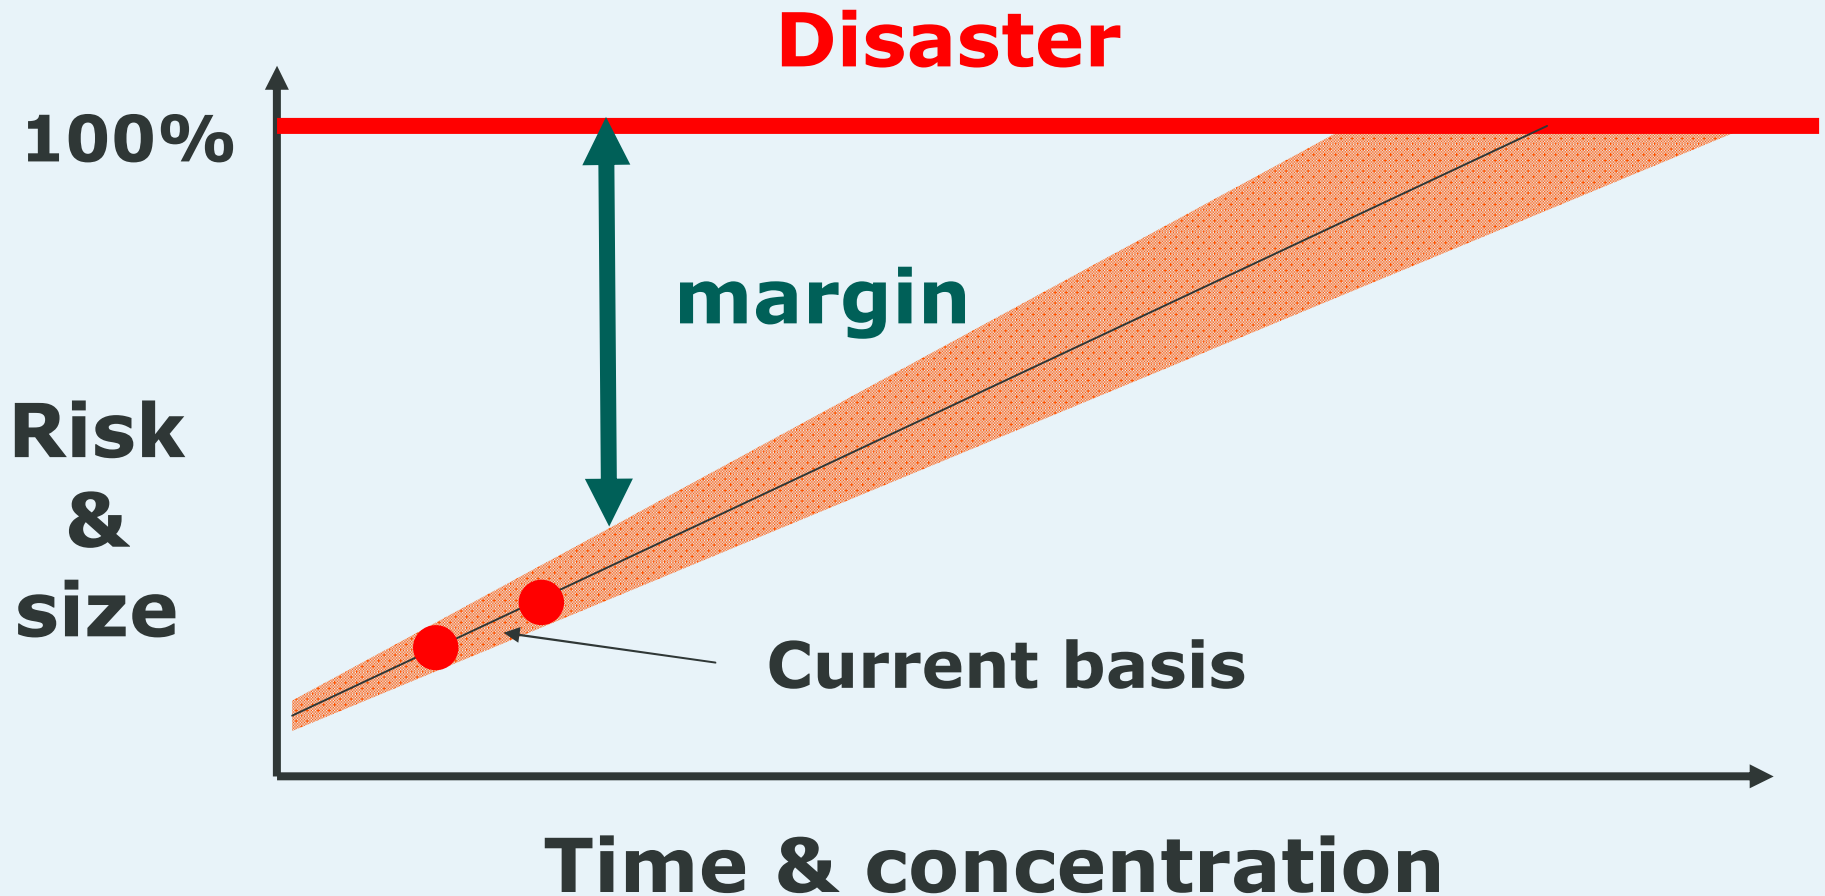 Disaster
100%
margin
Risk
&
size
Current basis
Time & concentration